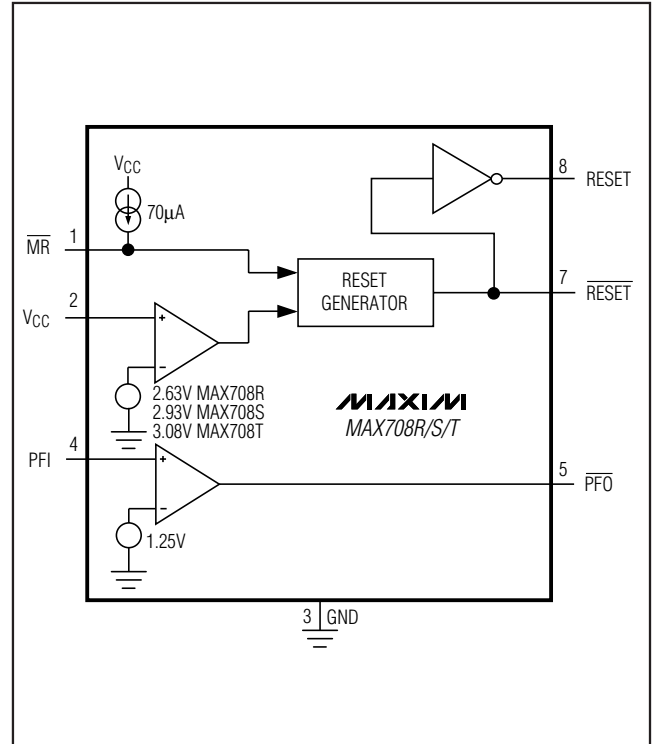 VCC
70µA
MR
1
2
VCC
RESET
GENERATOR
8
RESET
7
RESET
2.63V MAX708R
2.93V MAX708S
3.08V MAX708T
MAXIM
MAX708R/S/T
4
PFI
5
PFO
1.25V
3 GND